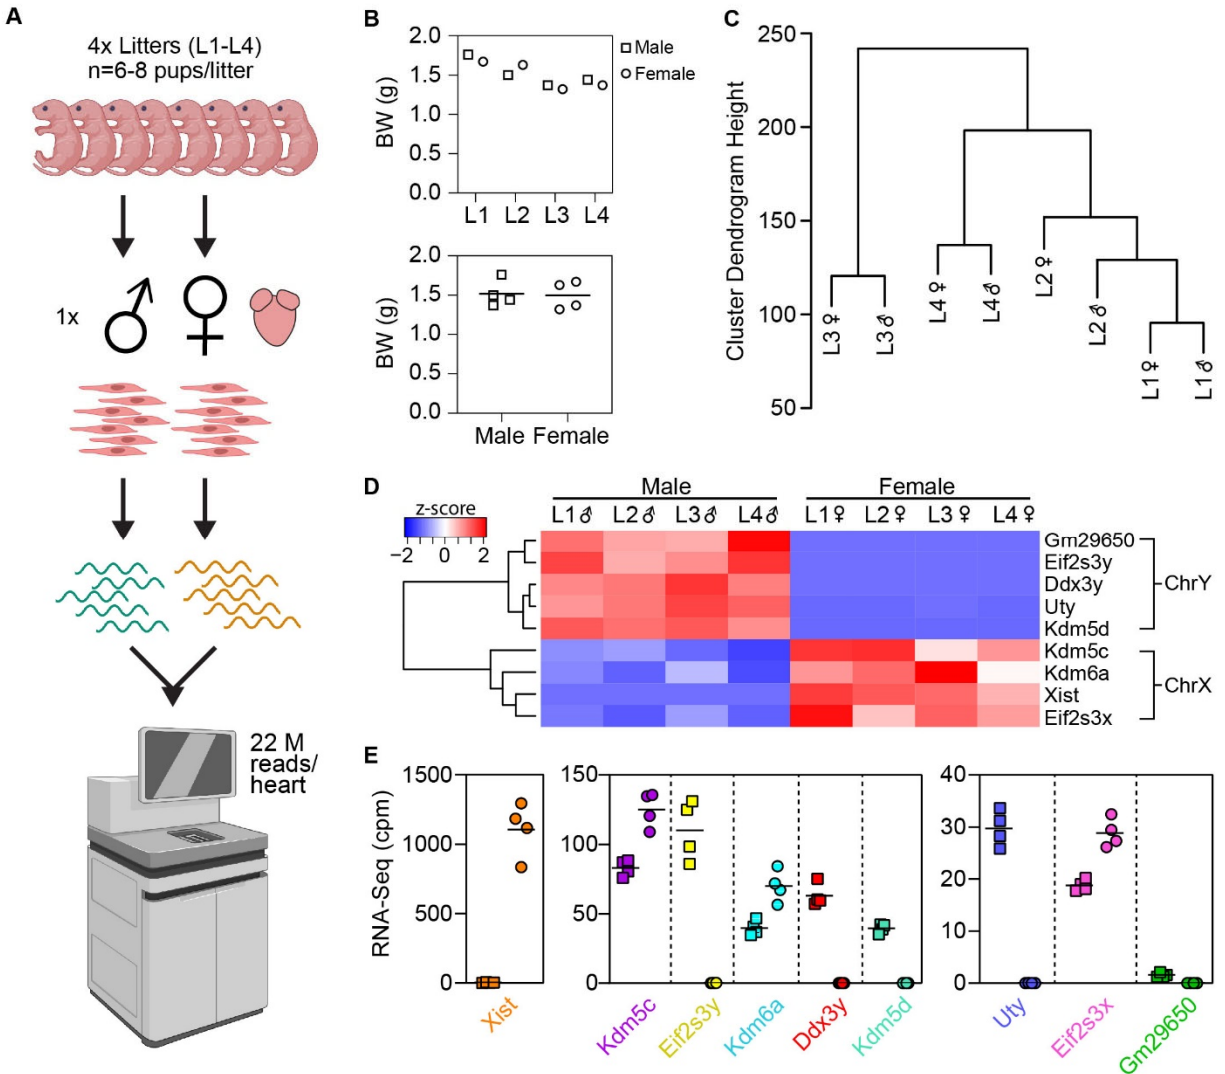 A
4x Litters (L1-L4)
n=6-8 pups/litter
1x
22 M
reads/
heart
B
BW (g)
2.0
1.5
1.0
0.5
0.0
L1 L2 L3 L4
Male
Female
BW (g)
2.0
1.5
1.0
0.5
0.0
Male Female
C
Cluster Dendrogram Height
250
200
150
100
50
L3♀
L3♂
L4♀
L4♂
L2♀
L2♂
L1♀
L1♂
D
z-score
−2 0 2
Male Female
L1♂ L2♂ L3♂ L4♂ L1♀ L2♀ L3♀ L4♀
Gm29650
Eif2s3y
Ddx3y
Uty
Kdm5d
Kdm5c
Kdm6a
Xist
Eif2s3x
ChrY
ChrX
E
RNA-Seq (cpm)
1500
1000
500
0
Xist
150
100
50
0
Kdm5c
Eif2s3y
Kdm6a
Ddx3y
Kdm5d
40
30
20
10
0
Uty
Eif2s3x
Gm29650